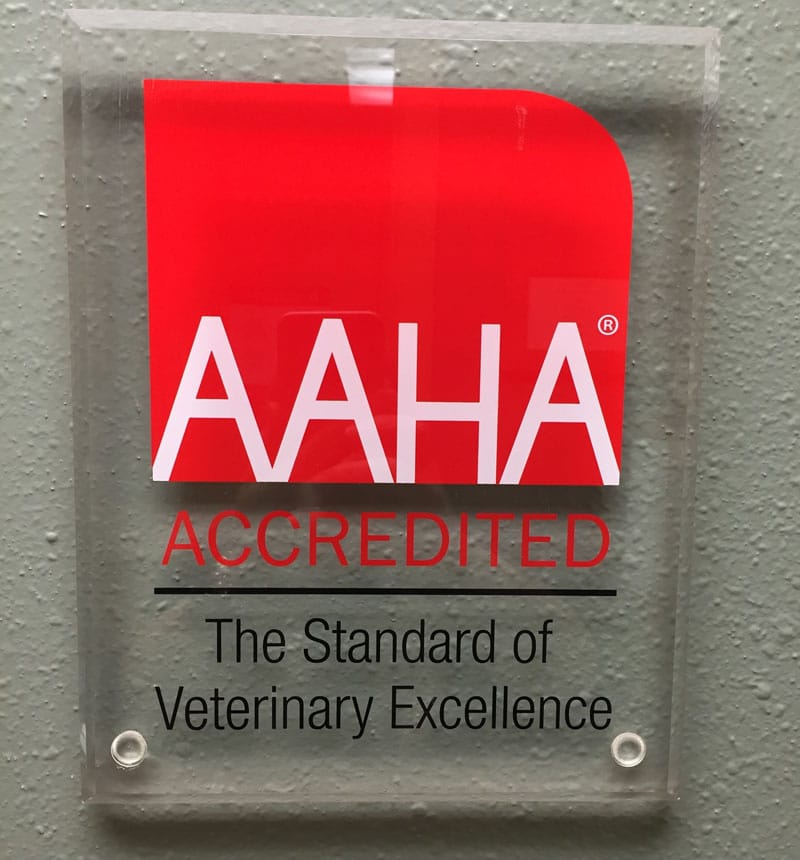 AAHA®
ACCREDITED
The Standard of
Veterinary Excellence